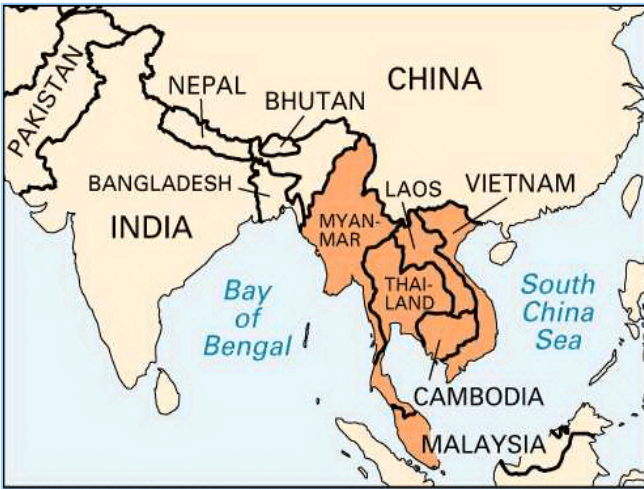 PAKISTAN
NEPAL
BHUTAN
CHINA
BANGLADESH
INDIA
MYAN-
MAR
LAOS
VIETNAM
THAI-
LAND
Bay
of
Bengal
South
China
Sea
CAMBODIA
MALAYSIA